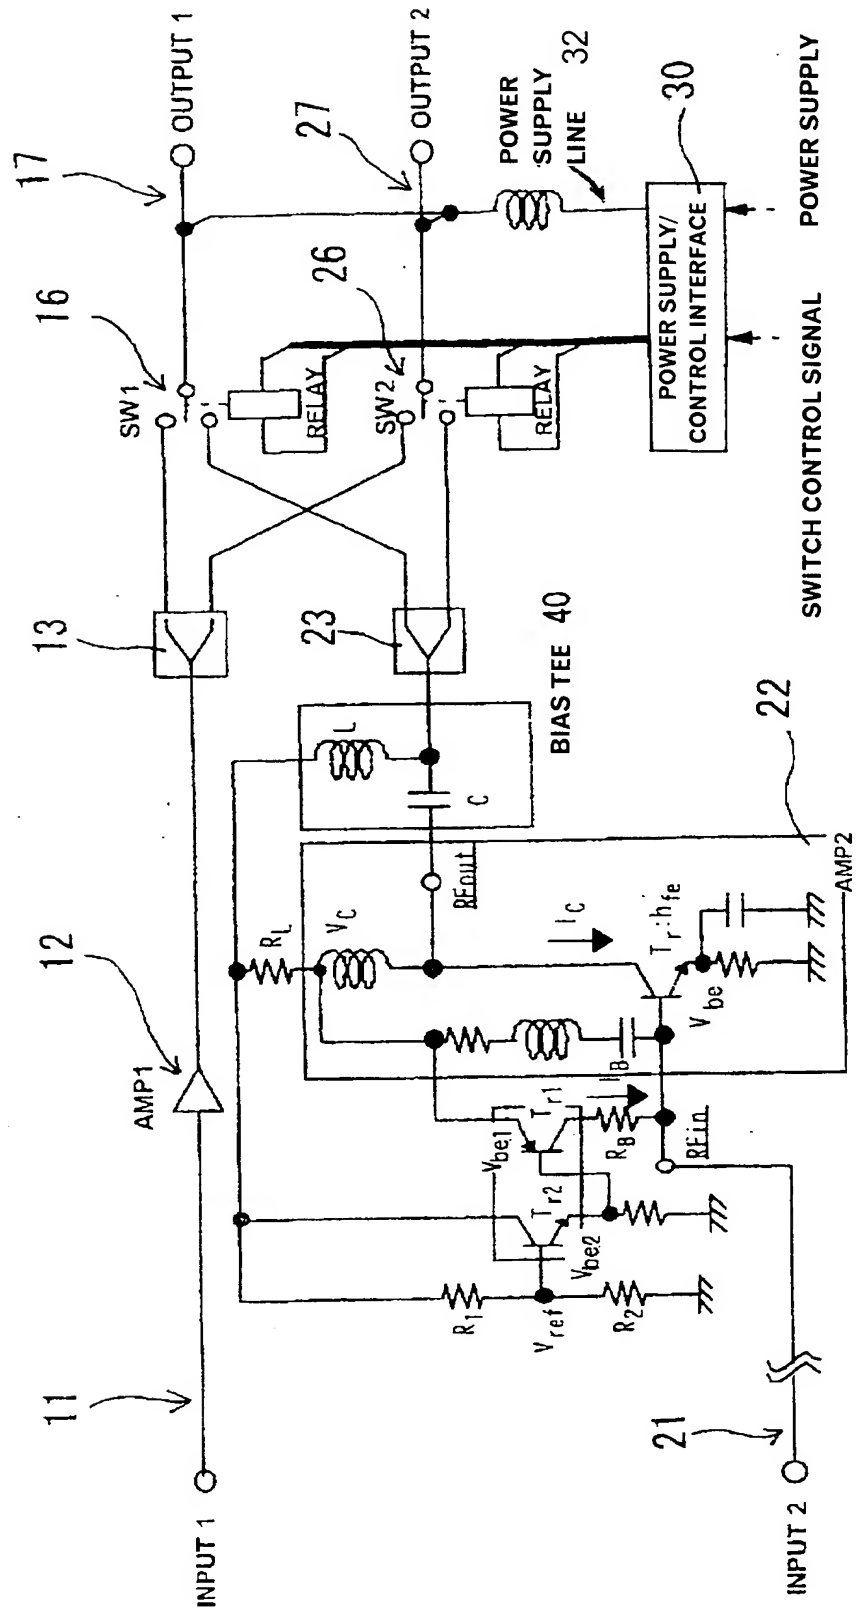 OUTPUT 1
17
OUTPUT 2
27
POWER
SUPPLY
LINE
32
POWER SUPPLY/
CONTROL INTERFACE
30
POWER SUPPLY
SWITCH CONTROL SIGNAL
16
SW1
RELAY
26
SW2
RELAY
13
23
BIAS TEE 40
L
C
22
AMP2
12
AMP1
RL
VC
RFout
IC
Tr:hfe
Vbe
IB
Tr1
Vbe1
RB
RFin
Tr2
Vbe2
R1
Vref
R2
11
INPUT 1
21
INPUT 2